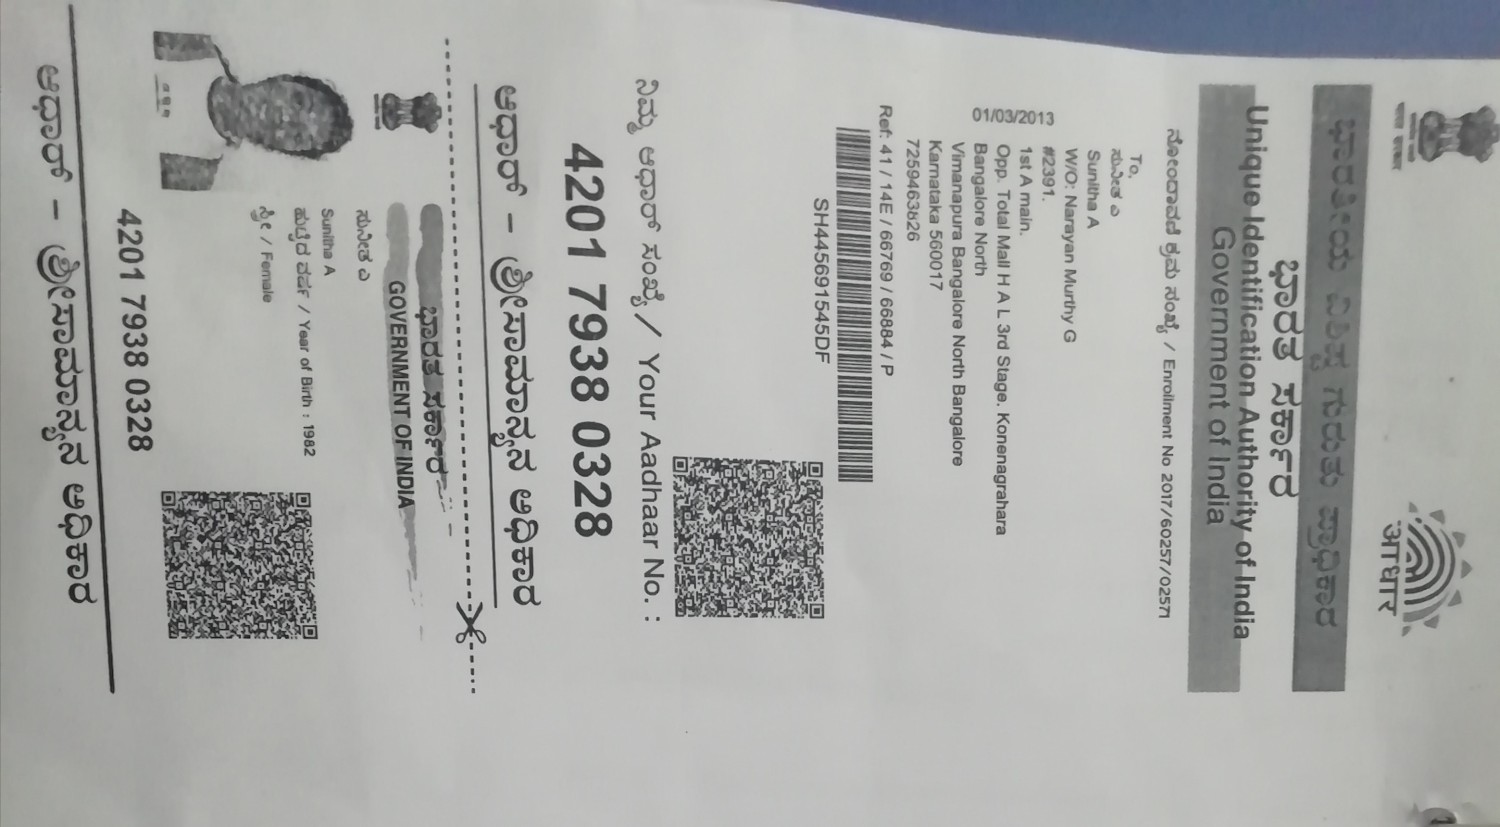 आधार
ಭಾರತೀಯ ವಿಶಿಷ್ಟ ಗುರುತು ಪ್ರಾಧಿಕಾರ
ಭಾರತ ಸರ್ಕಾರ
Unique Identification Authority of India
Government of India
ನೋಂದಾವಣೆ ಕ್ರಮ ಸಂಖ್ಯೆ / Enrollment No 2017/60257/02571
To,
ಸುನೀತ ಎ
Sunitha A
W/O: Narayan Murthy G
#2391.
1st A main.
Opp. Total Mall H A L 3rd Stage. Konenagrahara
Bangalore North
Vimanapura Bangalore North Bangalore
Karnataka 560017
7259463826
01/03/2013
Ref: 41 / 14E / 66769 / 66884 / P
SH445691545DF
ನಿಮ್ಮ ಆಧಾರ್ ಸಂಖ್ಯೆ / Your Aadhaar No. :
4201 7938 0328
ಆಧಾರ್ - ಶ್ರೀಸಾಮಾನ್ಯನ ಅಧಿಕಾರ
ಭಾರತ ಸರ್ಕಾರ
GOVERNMENT OF INDIA
ಸುನೀತ ಎ
Sunitha A
ಹುಟ್ಟಿದ ವರ್ಷ / Year of Birth : 1982
ಸ್ತ್ರೀ / Female
4201 7938 0328
ಆಧಾರ್ - ಶ್ರೀಸಾಮಾನ್ಯನ ಅಧಿಕಾರ